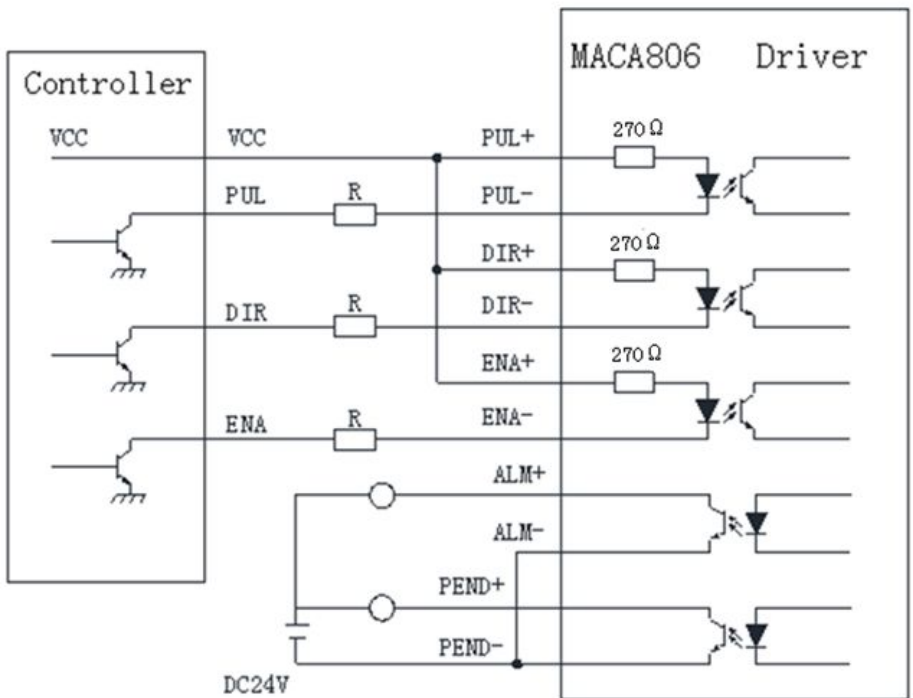 MACA806 Driver
Controller
VCC VCC PUL+ 270Ω
PUL R PUL-
DIR+ 270Ω
DIR R DIR-
ENA+ 270Ω
ENA R ENA-
ALM+
ALM-
PEND+
PEND-
DC24V